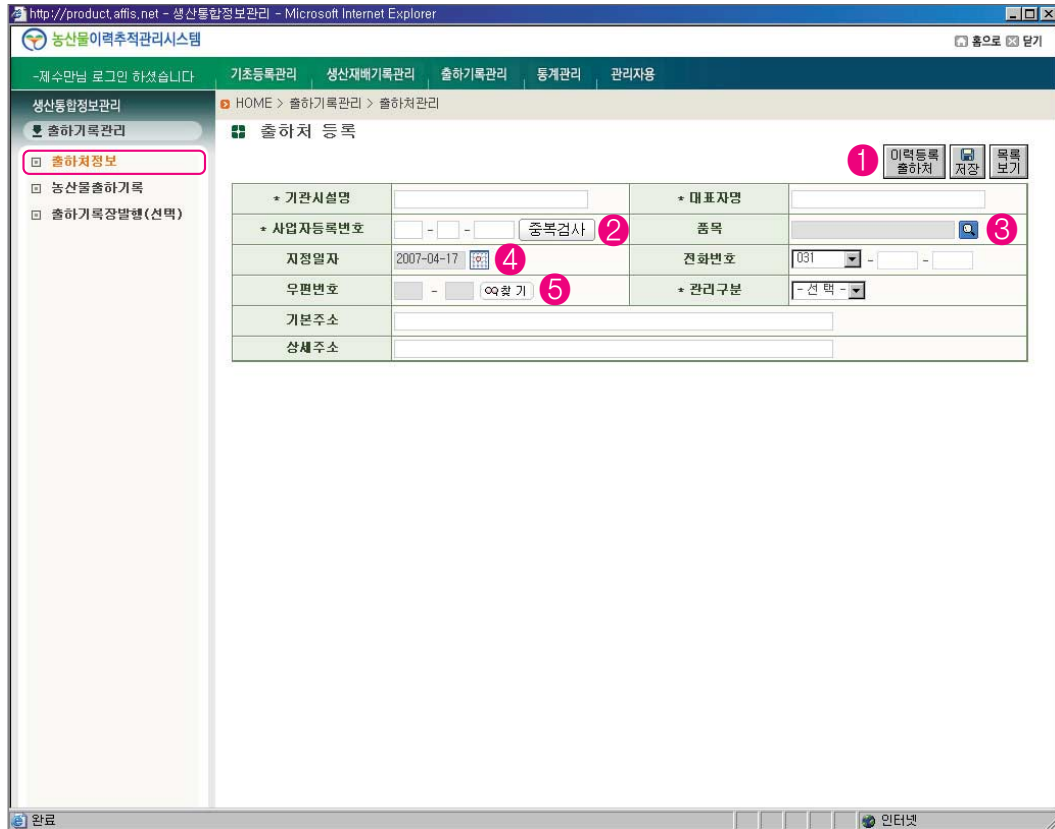 http://product.affis.net - 생산통합정보관리 - Microsoft Internet Explorer
농산물이력추적관리시스템
홈으로 닫기
-제수만님 로그인 하셨습니다
기초등록관리 생산재배기록관리 출하기록관리 통계관리 관리자용
생산통합정보관리
HOME > 출하기록관리 > 출하처관리
출하기록관리
출하처 등록
출하처정보
농산물출하기록
출하기록장발행(선택)
1 이력등록 출하처 저장 목록 보기
* 기관시설명 * 대표자명
* 사업자등록번호 - - 중복검사 2 품목 3
지정일자 2007-04-17 4 전화번호 031 - -
우편번호 - 찾기 5 * 관리구분 - 선택 -
기본주소
상세주소
완료 인터넷